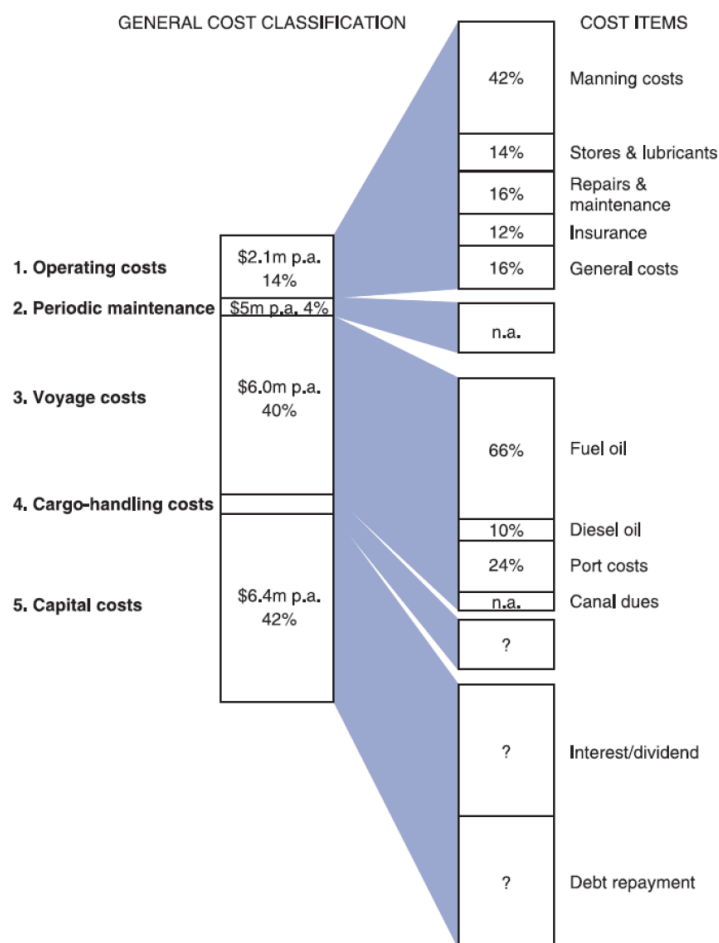 GENERAL COST CLASSIFICATION
COST ITEMS
42%
Manning costs
14%
Stores & lubricants
16%
Repairs &
maintenance
12%
Insurance
16%
General costs
1. Operating costs
$2.1m p.a.
14%
2. Periodic maintenance
$5m p.a. 4%
n.a.
3. Voyage costs
$6.0m p.a.
40%
66%
Fuel oil
10%
Diesel oil
24%
Port costs
n.a.
Canal dues
4. Cargo-handling costs
?
5. Capital costs
$6.4m p.a.
42%
?
Interest/dividend
?
Debt repayment